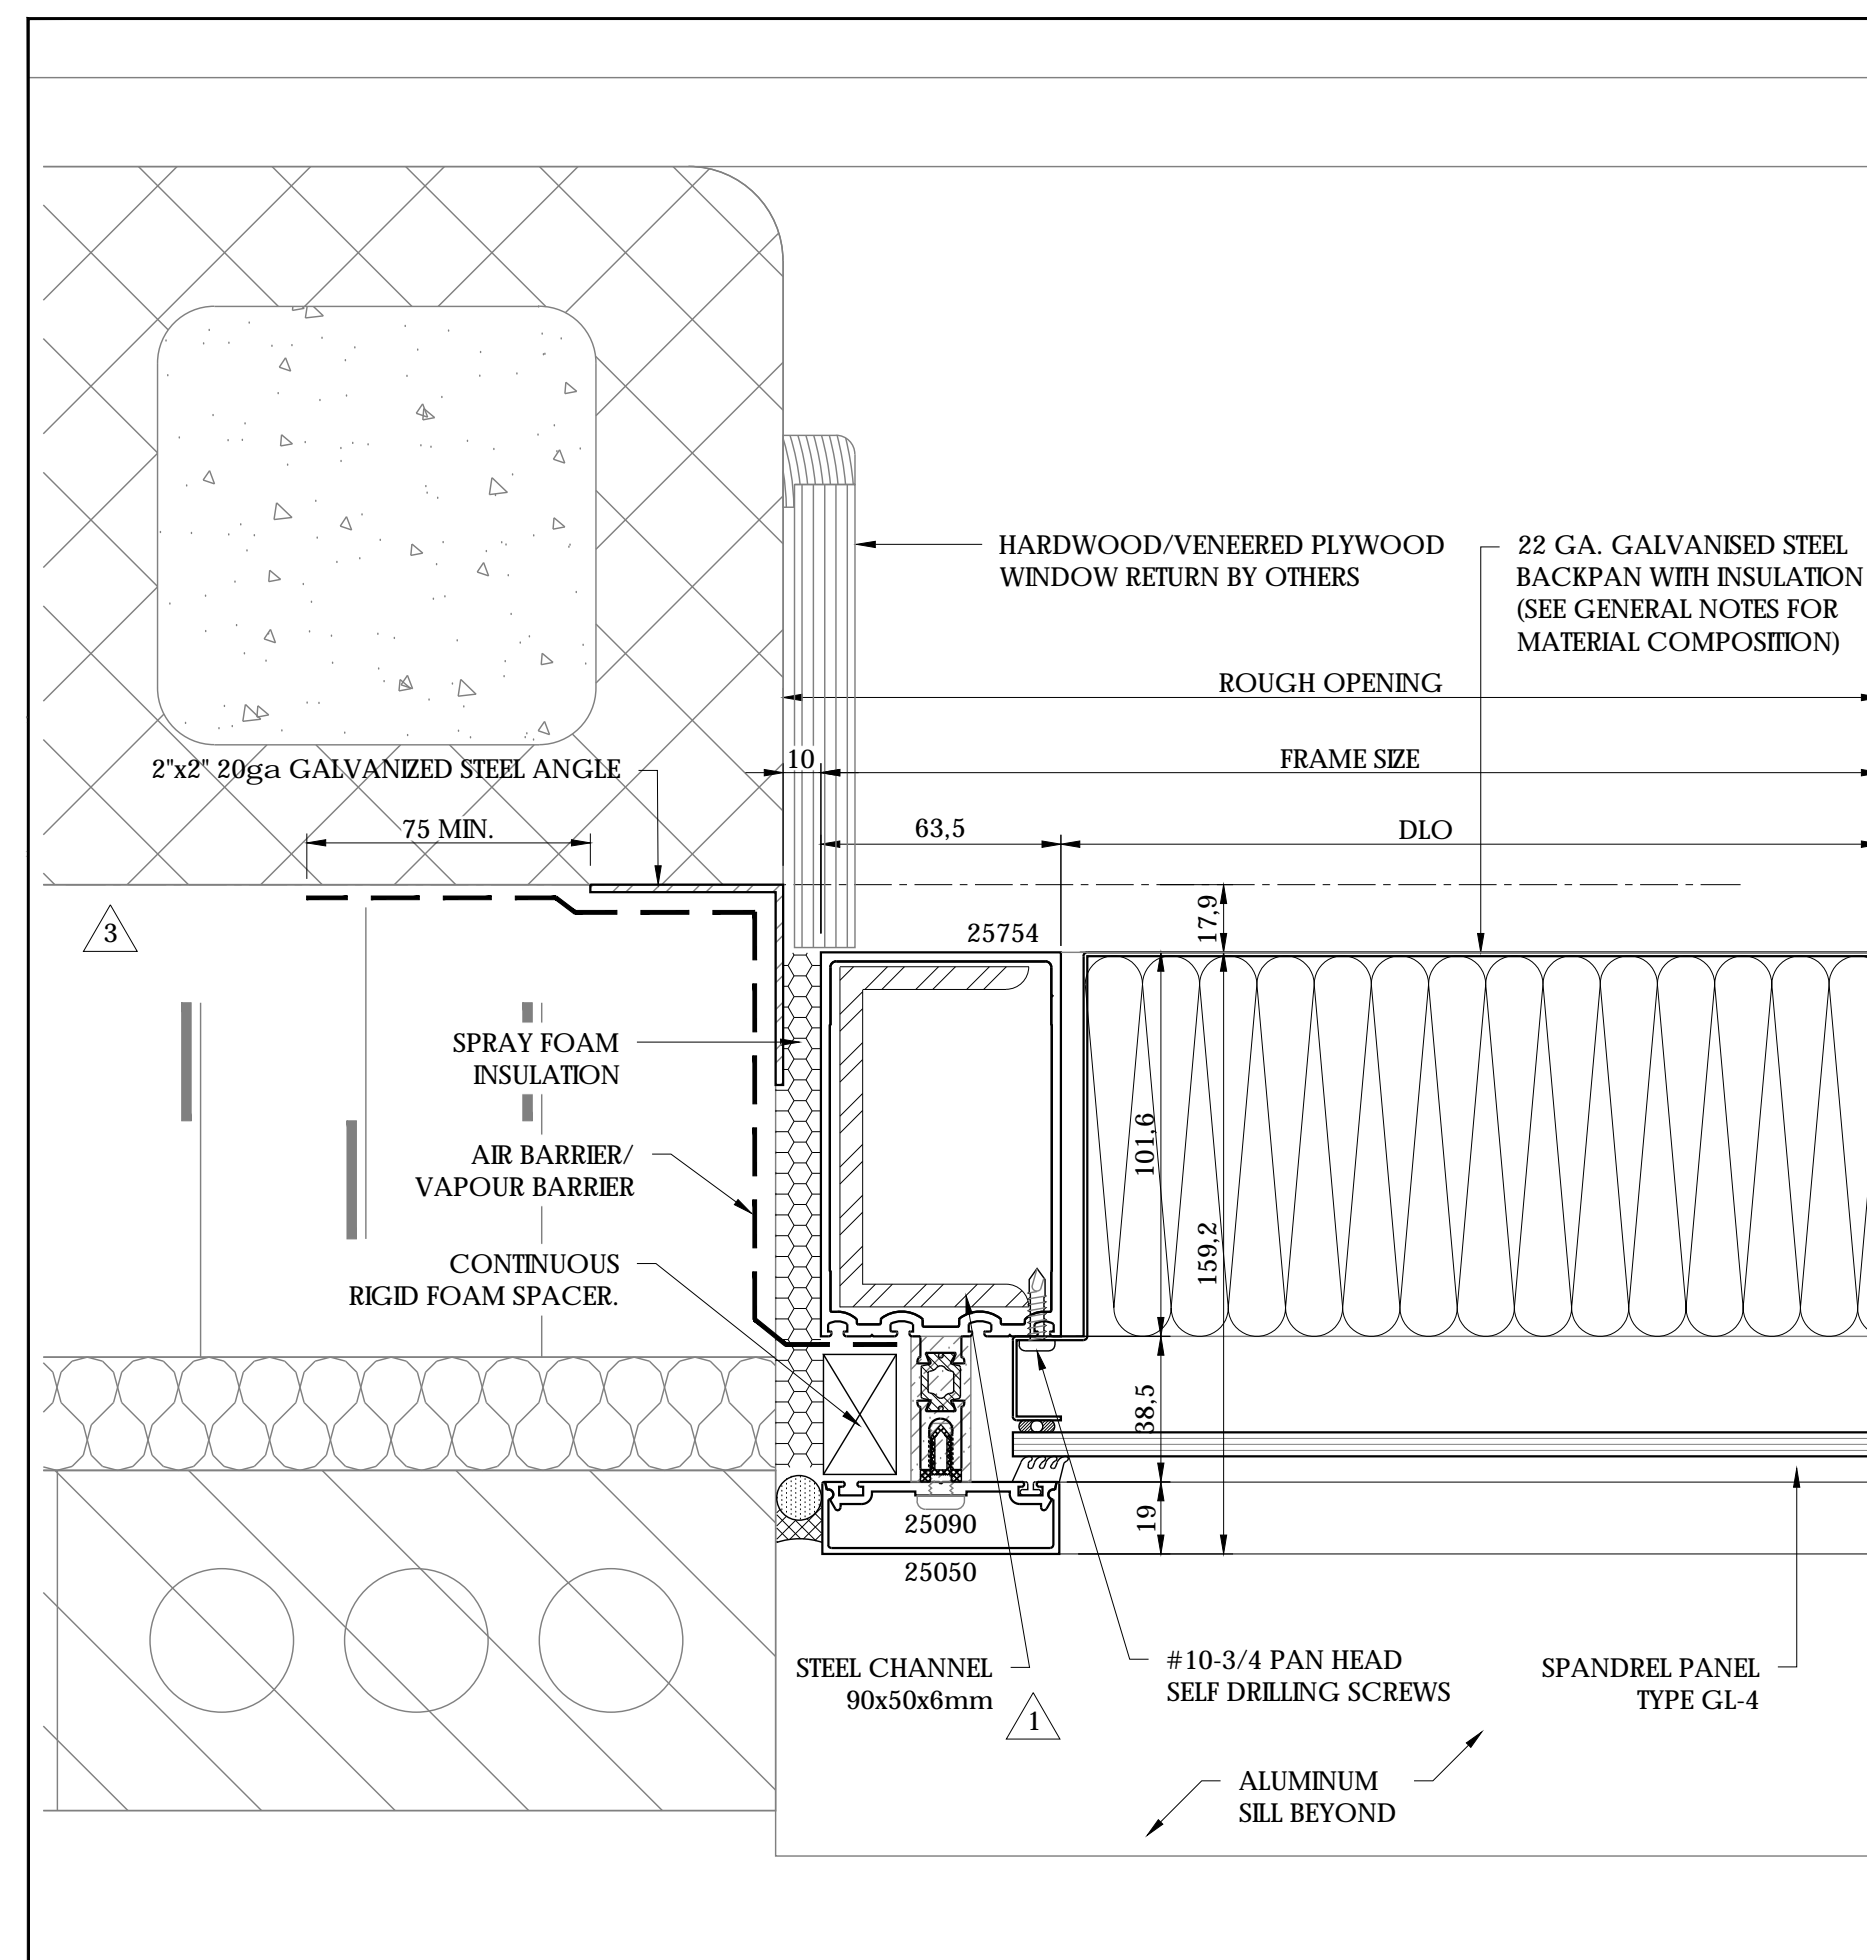 HARDWOOD/VENEERED PLYWOOD
WINDOW RETURN BY OTHERS
22 GA. GALVANISED STEEL
BACKPAN WITH INSULATION
(SEE GENERAL NOTES FOR
MATERIAL COMPOSITION)
ROUGH OPENING
10
FRAME SIZE
2"x2" 20ga GALVANIZED STEEL ANGLE
75 MIN.
63,5
DLO
17,9
3
25754
SPRAY FOAM
INSULATION
101,6
AIR BARRIER/
VAPOUR BARRIER
159,2
CONTINUOUS
RIGID FOAM SPACER.
38,5
19
25090
25050
STEEL CHANNEL
90x50x6mm
1
#10-3/4 PAN HEAD
SELF DRILLING SCREWS
SPANDREL PANEL
TYPE GL-4
ALUMINUM
SILL BEYOND